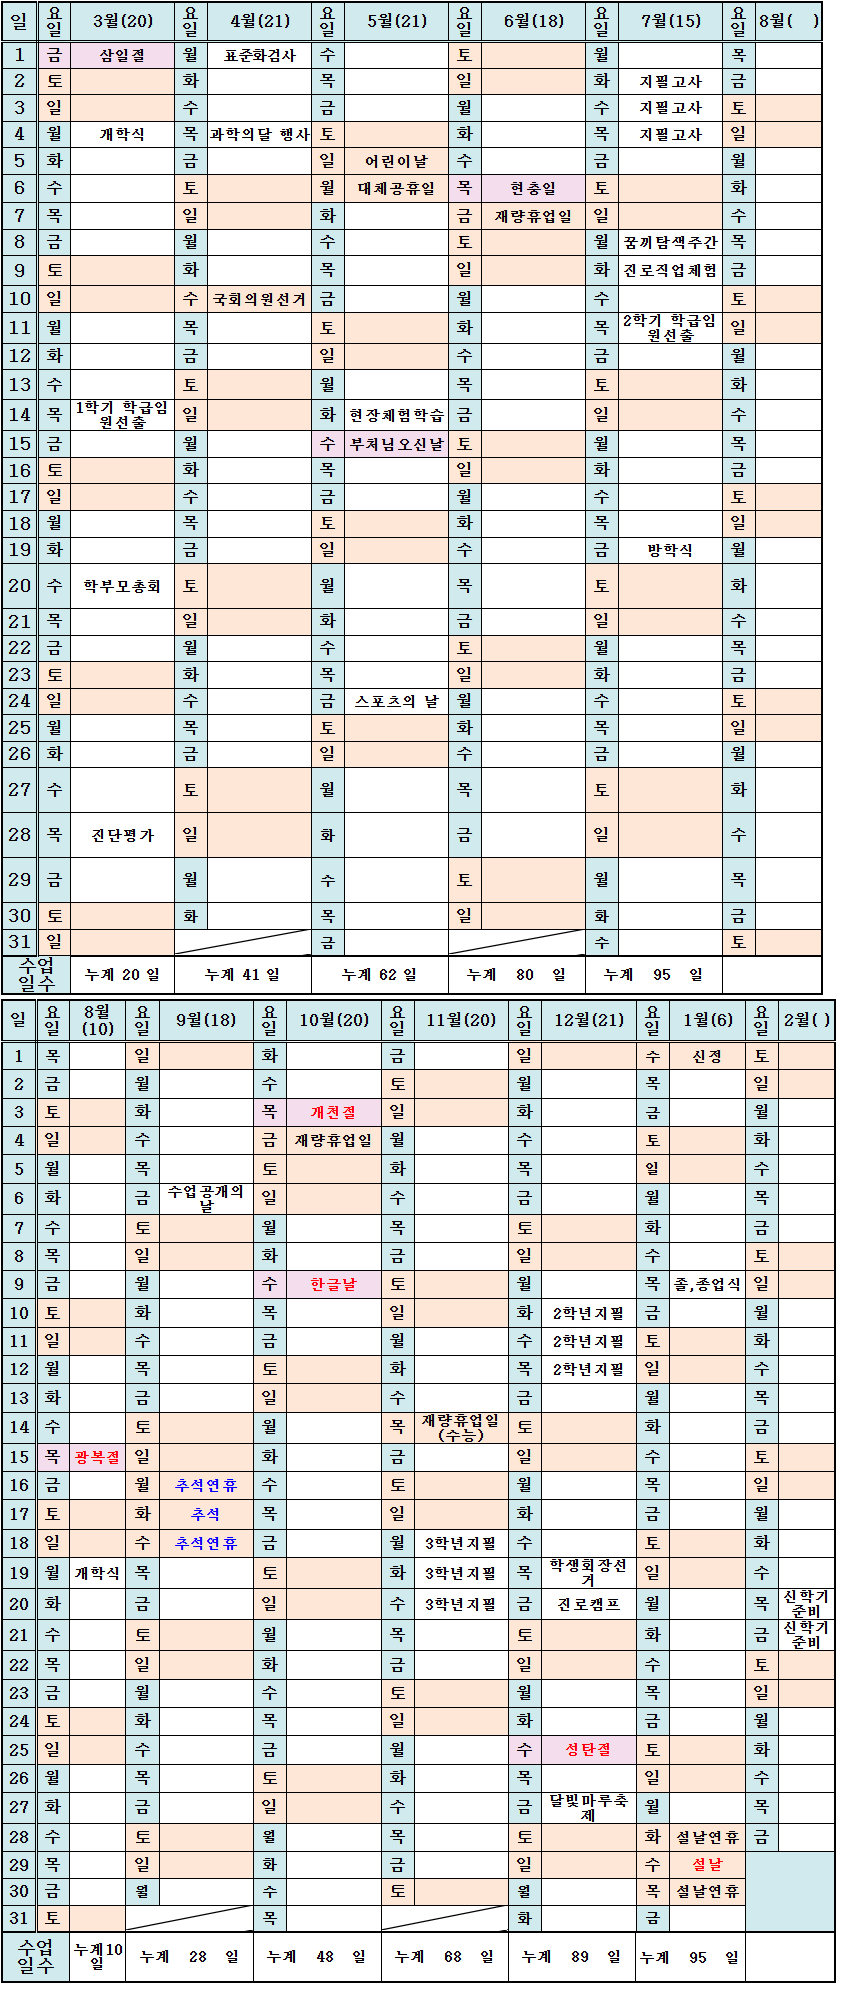 일 요일 3월(20) 요일 4월(21) 요일 5월(21) 요일 6월(18) 요일 7월(15) 요일 8월( )
1 금 삼일절 월 표준화검사 수 토 월 목
2 토 화 목 일 화 지필고사 금
3 일 수 금 월 수 지필고사 토
4 월 개학식 목 과학의달 행사 토 화 목 지필고사 일
5 화 금 일 어린이날 수 금 월
6 수 토 월 대체공휴일 목 현충일 토 화
7 목 일 화 금 재량휴업일 일 수
8 금 월 수 토 월 꿈끼탐색주간 목
9 토 화 목 일 화 진로직업체험 금
10 일 수 국회의원선거 금 월 수 토
11 월 목 토 화 목 2학기 학급임원선출 일
12 화 금 일 수 금 월
13 수 토 월 목 토 화
14 목 1학기 학급임원선출 일 화 현장체험학습 금 일 수
15 금 월 수 부처님오신날 토 월 목
16 토 화 목 일 화 금
17 일 수 금 월 수 토
18 월 목 토 화 목 일
19 화 금 일 수 금 방학식 월
20 수 학부모총회 토 월 목 토 화
21 목 일 화 금 일 수
22 금 월 수 토 월 목
23 토 화 목 일 화 금
24 일 수 금 스포츠의 날 월 수 토
25 월 목 토 화 목 일
26 화 금 일 수 금 월
27 수 토 월 목 토 화
28 목 진단평가 일 화 금 일 수
29 금 월 수 토 월 목
30 토 화 목 일 화 금
31 일 금 수 토
수업일수 누계 20 일 누계 41 일 누계 62 일 누계 80 일 누계 95 일
일 요일 8월(10) 요일 9월(18) 요일 10월(20) 요일 11월(20) 요일 12월(21) 요일 1월(6) 요일 2월( )
1 목 일 화 금 일 수 신정 토
2 금 월 수 토 월 목 일
3 토 화 목 개천절 일 화 금 월
4 일 수 금 재량휴업일 월 수 토 화
5 월 목 토 화 목 일 수
6 화 금 수업공개의날 일 수 금 월 목
7 수 토 월 목 토 화 금
8 목 일 화 금 일 수 토
9 금 월 수 한글날 토 월 목 졸,종업식 일
10 토 화 목 일 화 2학년지필 금 월
11 일 수 금 월 수 2학년지필 토 화
12 월 목 토 화 목 2학년지필 일 수
13 화 금 일 수 금 월 목
14 수 토 월 목 재량휴업일(수능) 토 화 금
15 목 광복절 일 화 금 일 수 토
16 금 월 추석연휴 수 토 월 목 일
17 토 화 추석 목 일 화 금 월
18 일 수 추석연휴 금 월 3학년지필 수 토 화
19 월 개학식 목 토 화 3학년지필 목 학생회장선거 일 수
20 화 금 일 수 3학년지필 금 진로캠프 월 목 신학기준비
21 수 토 월 목 토 화 금 신학기준비
22 목 일 화 금 일 수 토
23 금 월 수 토 월 목 일
24 토 화 목 일 화 금 월
25 일 수 금 월 수 성탄절 토 화
26 월 목 토 화 목 일 수
27 화 금 일 수 금 달빛마루축제 월 목
28 수 토 월 목 토 화 설날연휴 금
29 목 일 화 금 일 수 설날
30 금 월 수 토 월 목 설날연휴
31 토 목 화 금
수업일수 누계10일 누계 28 일 누계 48 일 누계 68 일 누계 89 일 누계 95 일